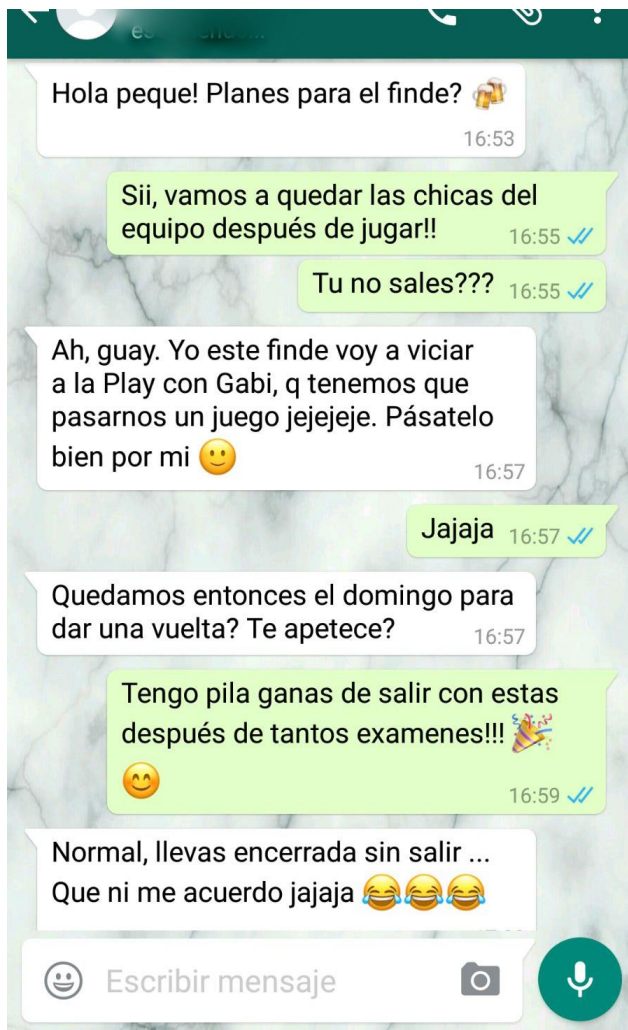 Hola peque! Planes para el finde? 🍻
16:53
Sii, vamos a quedar las chicas del
equipo después de jugar!! 16:55
Tu no sales??? 16:55
Ah, guay. Yo este finde voy a viciar
a la Play con Gabi, q tenemos que
pasarnos un juego jejejeje. Pásatelo
bien por mi 🙂 16:57
Jajaja 16:57
Quedamos entonces el domingo para
dar una vuelta? Te apetece? 16:57
Tengo pila ganas de salir con estas
después de tantos examenes!!! 🎉
😊 16:59
Normal, llevas encerrada sin salir ...
Que ni me acuerdo jajaja 😂😂😂
Escribir mensaje